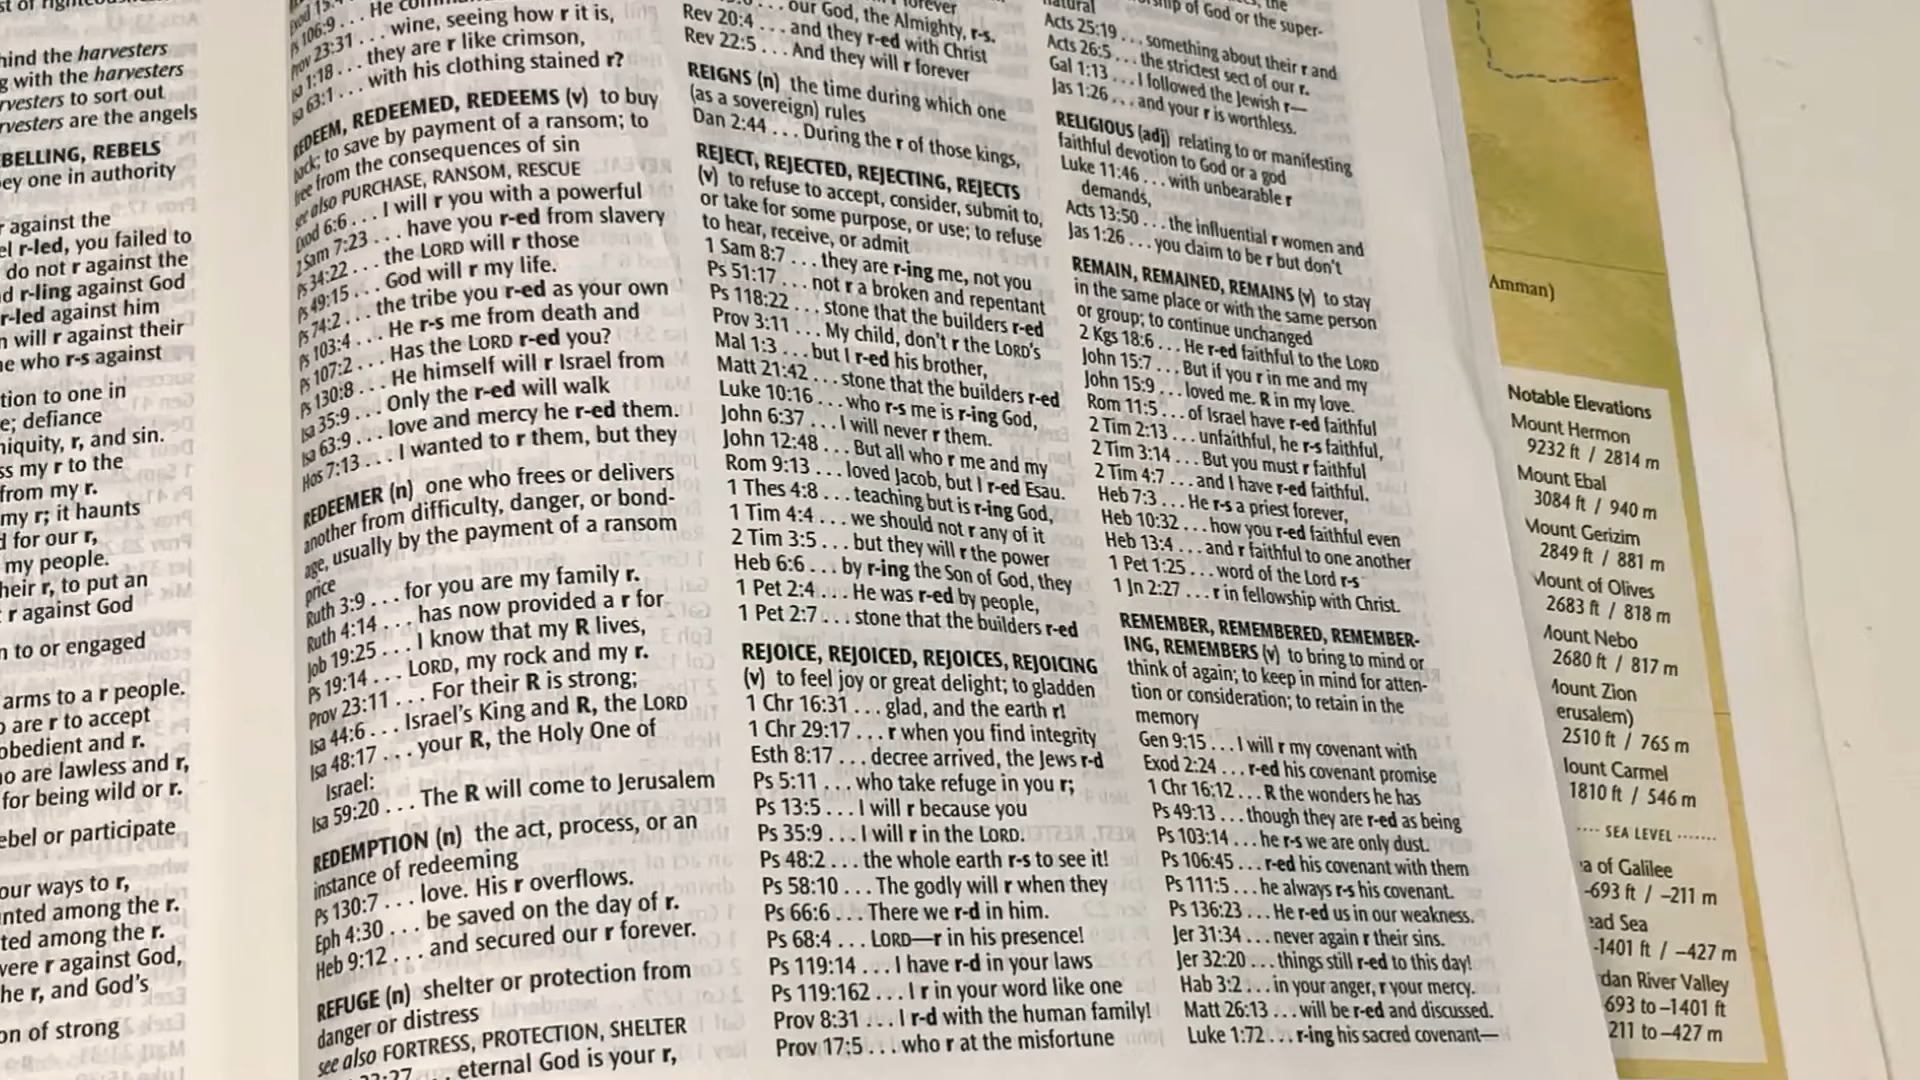 hind the harvesters
g with the harvesters
rvesters to sort out
rvesters are the angels
BELLING, REBELS
ey one in authority
r against the
el r-led, you failed to
do not r against the
d r-ling against God
r-led against him
n will r against their
ne who r-s against
tion to one in
e; defiance
niquity, r, and sin.
ss my r to the
from my r.
my r; it haunts
d for our r,
my people.
heir r, to put an
r against God
n to or engaged
arms to a r people.
o are r to accept
obedient and r.
o are lawless and r,
for being wild or r.
ebel or participate
our ways to r,
nted among the r.
ted among the r.
were r against God,
he r, and God's
on of strong
Ps 106:9 . . . He
Prov 23:31 . . . wine, seeing how r it is,
Isa 1:18 . . . they are r like crimson,
Isa 63:1 . . . with his clothing stained r?
REDEEM, REDEEMED, REDEEMS (v) to buy
back; to save by payment of a ransom; to
free from the consequences of sin
see also PURCHASE, RANSOM, RESCUE
Exod 6:6 . . . I will r you with a powerful
2 Sam 7:23 . . . have you r-ed from slavery
Ps 34:22 . . . the LORD will r those
Ps 49:15 . . . God will r my life.
Ps 74:2 . . . the tribe you r-ed as your own
Ps 103:4 . . . He r-s me from death and
Ps 107:2 . . . Has the LORD r-ed you?
Ps 130:8 . . . He himself will r Israel from
Isa 35:9 . . . Only the r-ed will walk
Isa 63:9 . . . love and mercy he r-ed them.
Hos 7:13 . . . I wanted to r them, but they
REDEEMER (n) one who frees or delivers
another from difficulty, danger, or bond-
age, usually by the payment of a ransom
price
Ruth 3:9 . . . for you are my family r.
Ruth 4:14 . . . has now provided a r for
Job 19:25 . . . I know that my R lives,
Ps 19:14 . . . LORD, my rock and my r.
Prov 23:11 . . . For their R is strong;
Isa 44:6 . . . Israel's King and R, the LORD
Isa 48:17 . . . your R, the Holy One of
Israel:
Isa 59:20 . . . The R will come to Jerusalem
REDEMPTION (n) the act, process, or an
instance of redeeming
Ps 130:7 . . . love. His r overflows.
Eph 4:30 . . . be saved on the day of r.
Heb 9:12 . . . and secured our r forever.
REFUGE (n) shelter or protection from
danger or distress
see also FORTRESS, PROTECTION, SHELTER
. . . eternal God is your r,
forever
. . . our God, the Almighty, r-s.
Rev 20:4 . . . and they r-ed with Christ
Rev 22:5 . . . And they will r forever
REIGNS (n) the time during which one
(as a sovereign) rules
Dan 2:44 . . . During the r of those kings,
REJECT, REJECTED, REJECTING, REJECTS
(v) to refuse to accept, consider, submit to,
or take for some purpose, or use; to refuse
to hear, receive, or admit
1 Sam 8:7 . . . they are r-ing me, not you
Ps 51:17 . . . not r a broken and repentant
Ps 118:22 . . . stone that the builders r-ed
Prov 3:11 . . . My child, don't r the LORD's
Mal 1:3 . . . but I r-ed his brother,
Matt 21:42 . . . stone that the builders r-ed
Luke 10:16 . . . who r-s me is r-ing God,
John 6:37 . . . I will never r them.
John 12:48 . . . But all who r me and my
Rom 9:13 . . . loved Jacob, but I r-ed Esau.
1 Thes 4:8 . . . teaching but is r-ing God,
1 Tim 4:4 . . . we should not r any of it
2 Tim 3:5 . . . but they will r the power
Heb 6:6 . . . by r-ing the Son of God, they
1 Pet 2:4 . . . He was r-ed by people,
1 Pet 2:7 . . . stone that the builders r-ed
REJOICE, REJOICED, REJOICES, REJOICING
(v) to feel joy or great delight; to gladden
1 Chr 16:31 . . . glad, and the earth r!
1 Chr 29:17 . . . r when you find integrity
Esth 8:17 . . . decree arrived, the Jews r-d
Ps 5:11 . . . who take refuge in you r;
Ps 13:5 . . . I will r because you
Ps 35:9 . . . I will r in the LORD.
Ps 48:2 . . . the whole earth r-s to see it!
Ps 58:10 . . . The godly will r when they
Ps 66:6 . . . There we r-d in him.
Ps 68:4 . . . LORD—r in his presence!
Ps 119:14 . . . I have r-d in your laws
Ps 119:162 . . . I r in your word like one
Prov 8:31 . . . I r-d with the human family!
Prov 17:5 . . . who r at the misfortune
natural
of God or the super-
Acts 25:19 . . . something about their r and
Acts 26:5 . . . the strictest sect of our r.
Gal 1:13 . . . I followed the Jewish r—
Jas 1:26 . . . and your r is worthless.
RELIGIOUS (adj) relating to or manifesting
faithful devotion to God or a god
Luke 11:46 . . . with unbearable r
demands,
Acts 13:50 . . . the influential r women and
Jas 1:26 . . . you claim to be r but don't
REMAIN, REMAINED, REMAINS (v) to stay
in the same place or with the same person
or group; to continue unchanged
2 Kgs 18:6 . . . He r-ed faithful to the LORD
John 15:7 . . . But if you r in me and my
John 15:9 . . . loved me. R in my love.
Rom 11:5 . . . of Israel have r-ed faithful
2 Tim 2:13 . . . unfaithful, he r-s faithful,
2 Tim 3:14 . . . But you must r faithful
2 Tim 4:7 . . . and I have r-ed faithful.
Heb 7:3 . . . He r-s a priest forever,
Heb 10:32 . . . how you r-ed faithful even
Heb 13:4 . . . and r faithful to one another
1 Pet 1:25 . . . word of the Lord r-s
1 Jn 2:27 . . . r in fellowship with Christ.
REMEMBER, REMEMBERED, REMEMBER-
ING, REMEMBERS (v) to bring to mind or
think of again; to keep in mind for atten-
tion or consideration; to retain in the
memory
Gen 9:15 . . . I will r my covenant with
Exod 2:24 . . . r-ed his covenant promise
1 Chr 16:12 . . . R the wonders he has
Ps 49:13 . . . though they are r-ed as being
Ps 103:14 . . . he r-s we are only dust.
Ps 106:45 . . . r-ed his covenant with them
Ps 111:5 . . . he always r-s his covenant.
Ps 136:23 . . . He r-ed us in our weakness.
Jer 31:34 . . . never again r their sins.
Jer 32:20 . . . things still r-ed to this day!
Hab 3:2 . . . in your anger, r your mercy.
Matt 26:13 . . . will be r-ed and discussed.
Luke 1:72 . . . r-ing his sacred covenant—
Amman)
Notable Elevations
Mount Hermon
9232 ft / 2814 m
Mount Ebal
3084 ft / 940 m
Mount Gerizim
2849 ft / 881 m
Mount of Olives
2683 ft / 818 m
Mount Nebo
2680 ft / 817 m
Mount Zion
erusalem)
2510 ft / 765 m
Mount Carmel
1810 ft / 546 m
SEA LEVEL
a of Galilee
-693 ft / –211 m
ead Sea
-1401 ft / –427 m
dan River Valley
693 to –1401 ft
211 to –427 m